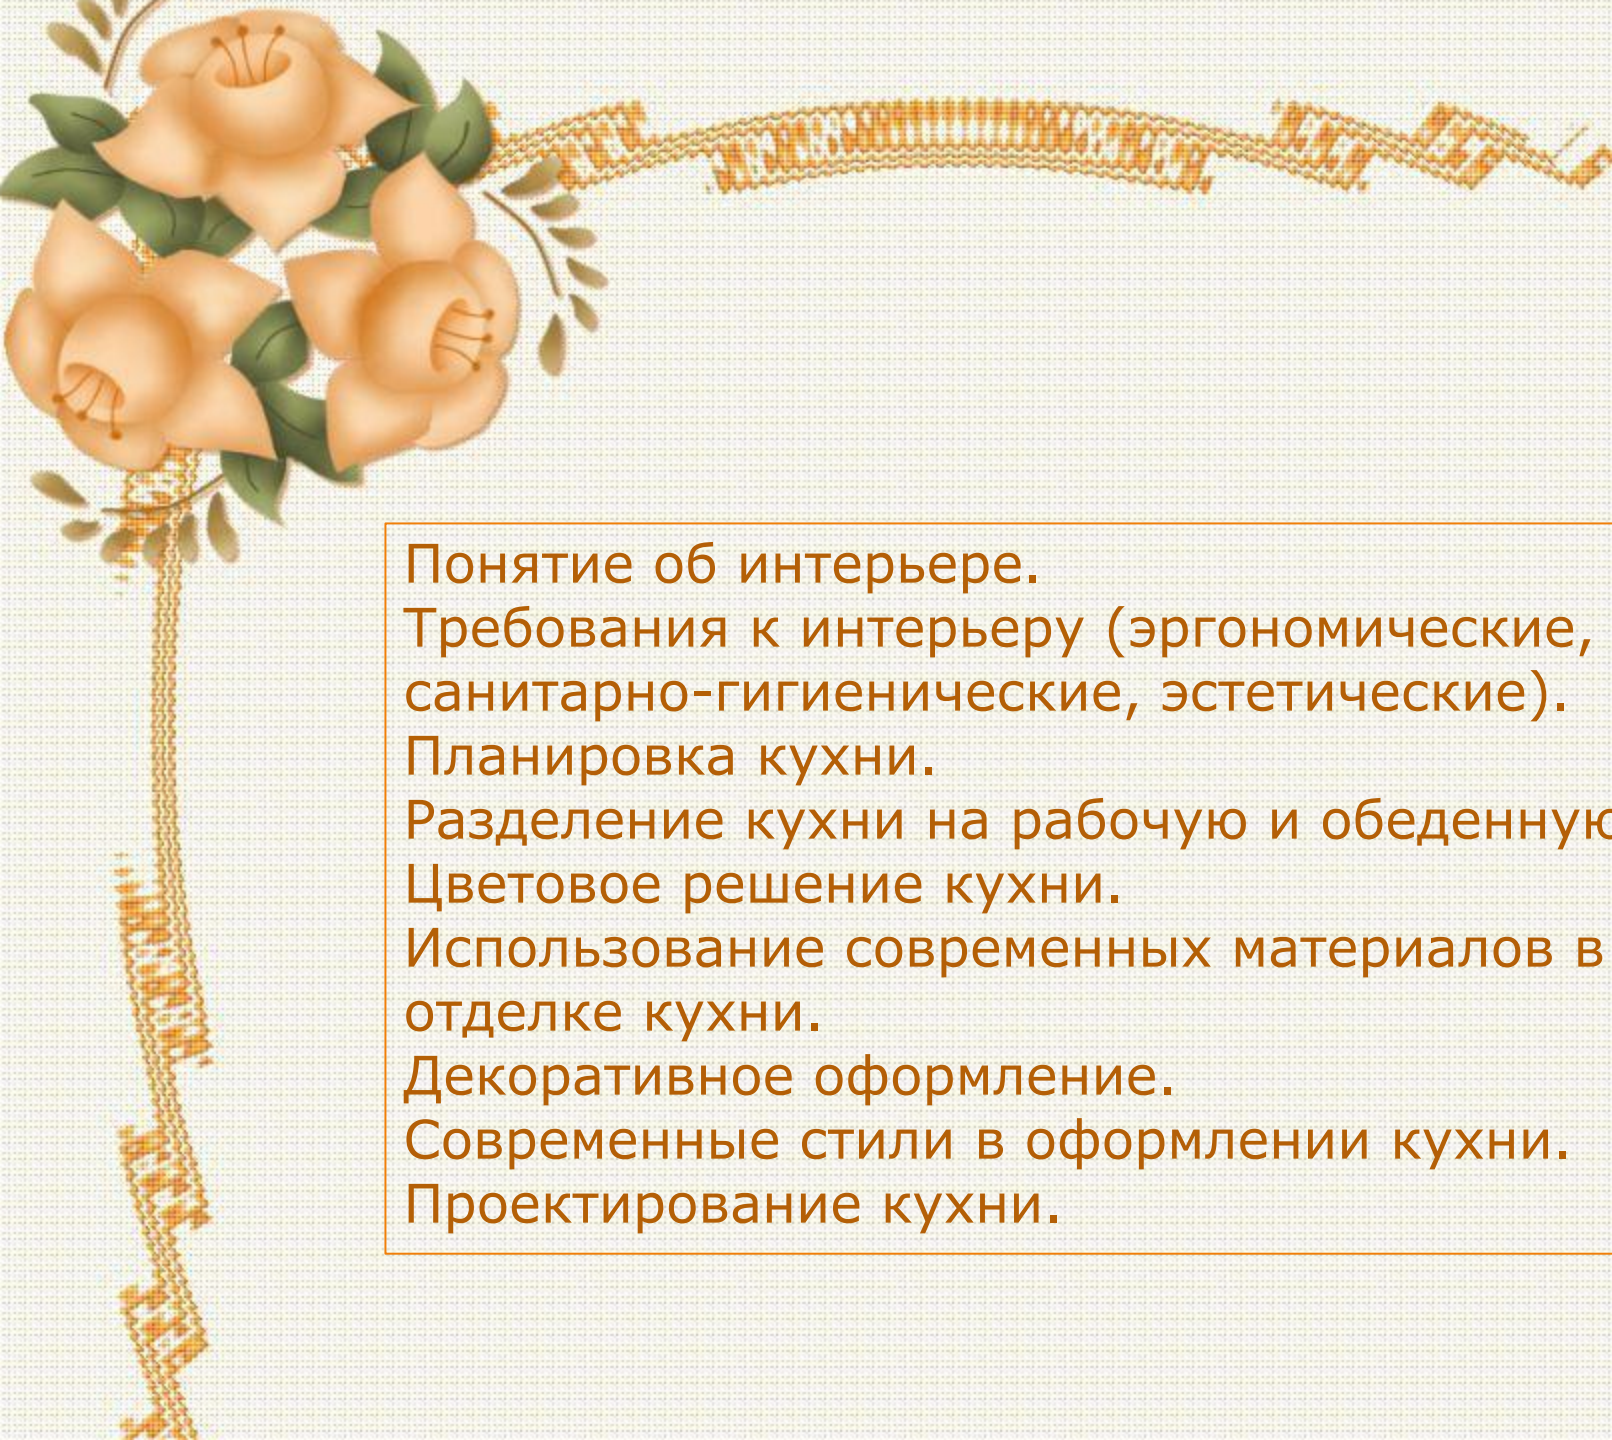 Понятие об интерьере.
Требования к интерьеру (эргономические,
санитарно-гигиенические, эстетические).
Планировка кухни.
Разделение кухни на рабочую и
Цветовое решение кухни.
Использование современных материалов в
отделке кухни.
Декоративное оформление.
Современные стили в оформлении кухни.
Проектирование кухни.